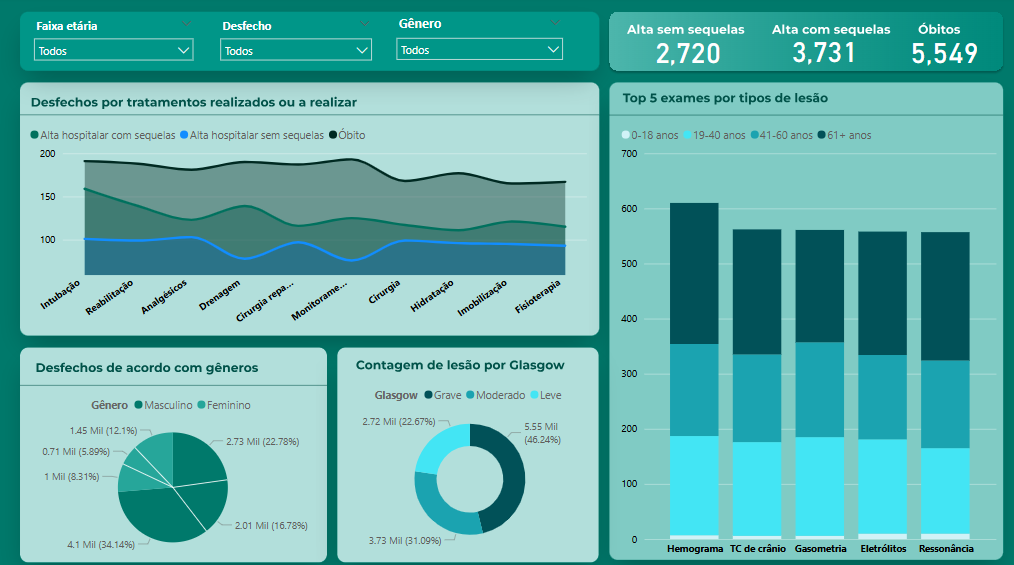 Faixa etária
Todos
Desfecho
Todos
Gênero
Todos
Alta sem sequelas
2,720
Alta com sequelas
3,731
Óbitos
5,549
Desfechos por tratamentos realizados ou a realizar
Alta hospitalar com sequelas Alta hospitalar sem sequelas Óbito
200
150
100
Intubação
Reabilitação
Analgésicos
Drenagem
Cirurgia repa...
Monitorame...
Cirurgia
Hidratação
Imobilização
Fisioterapia
Top 5 exames por tipos de lesão
0-18 anos 19-40 anos 41-60 anos 61+ anos
700
600
500
400
300
200
100
0
Hemograma TC de crânio Gasometria Eletrólitos Ressonância
Desfechos de acordo com gêneros
Gênero Masculino Feminino
1.45 Mil (12.1%)
2.73 Mil (22.78%)
0.71 Mil (5.89%)
1 Mil (8.31%)
2.01 Mil (16.78%)
4.1 Mil (34.14%)
Contagem de lesão por Glasgow
Glasgow Grave Moderado Leve
2.72 Mil (22.67%)
5.55 Mil
(46.24%)
3.73 Mil (31.09%)